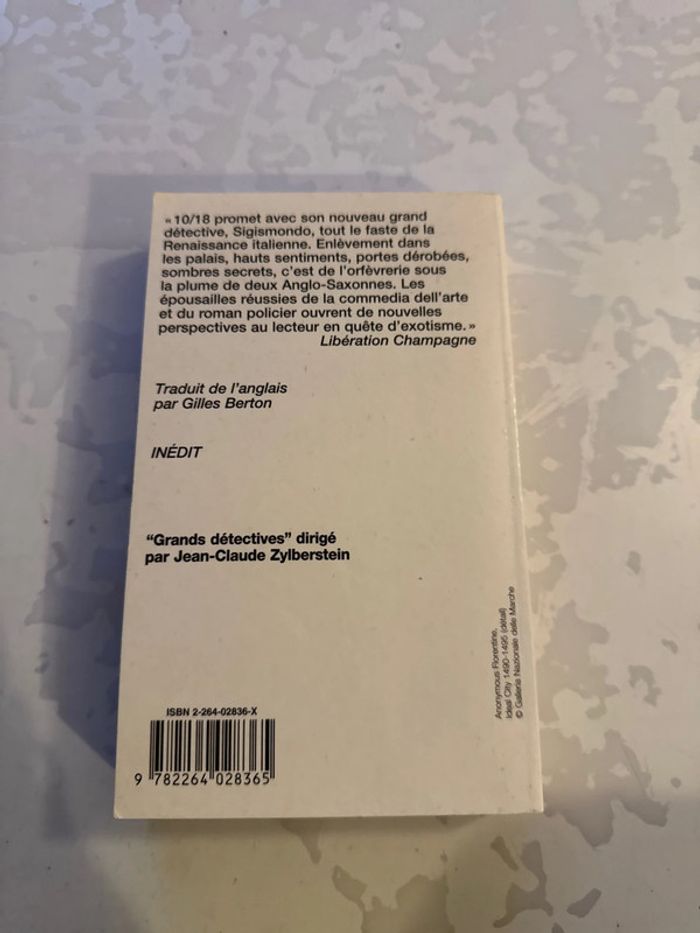 « 10/18 promet avec son nouveau grand
détective, Sigismondo, tout le faste de la
Renaissance italienne. Enlèvement dans
les palais, hauts sentiments, portes dérobées,
sombres secrets, c’est de l’orfèvrerie sous
la plume de deux Anglo-Saxonnes. Les
épousailles réussies de la commedia dell’arte
et du roman policier ouvrent de nouvelles
perspectives au lecteur en quête d’exotisme. »
Libération Champagne
Traduit de l’anglais
par Gilles Berton
INÉDIT
“Grands détectives” dirigé
par Jean-Claude Zylberstein
Anonymous Florentine,
Ideal City 1490-1495 (détail)
© Galleria Nazionale delle Marche
ISBN 2-264-02836-X
9 782264 028365